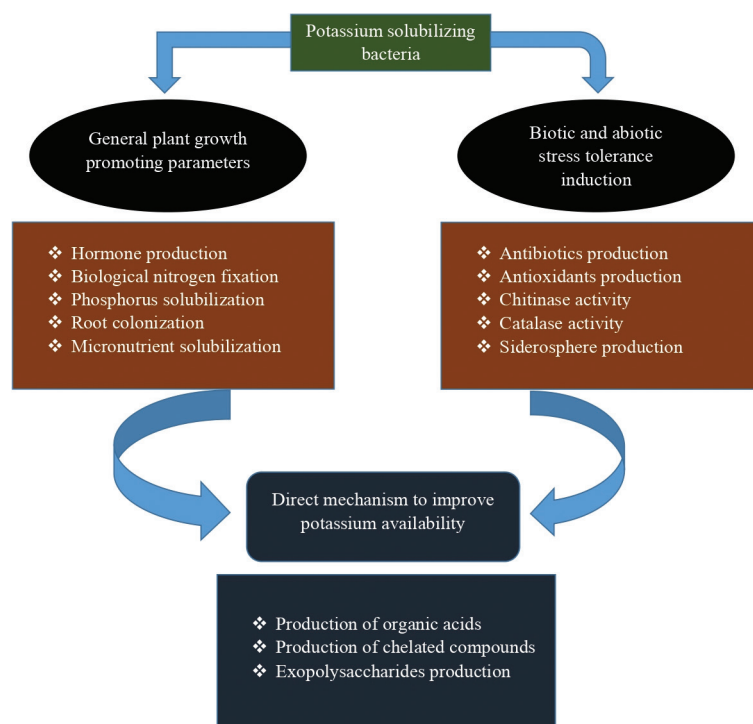 Potassium solubilizing
bacteria
General plant growth
promoting parameters
Biotic and abiotic
stress tolerance
induction
❖ Hormone production
❖ Biological nitrogen fixation
❖ Phosphorus solubilization
❖ Root colonization
❖ Micronutrient solubilization
❖ Antibiotics production
❖ Antioxidants production
❖ Chitinase activity
❖ Catalase activity
❖ Siderosphere production
Direct mechanism to improve
potassium availability
❖ Production of organic acids
❖ Production of chelated compounds
❖ Exopolysaccharides production